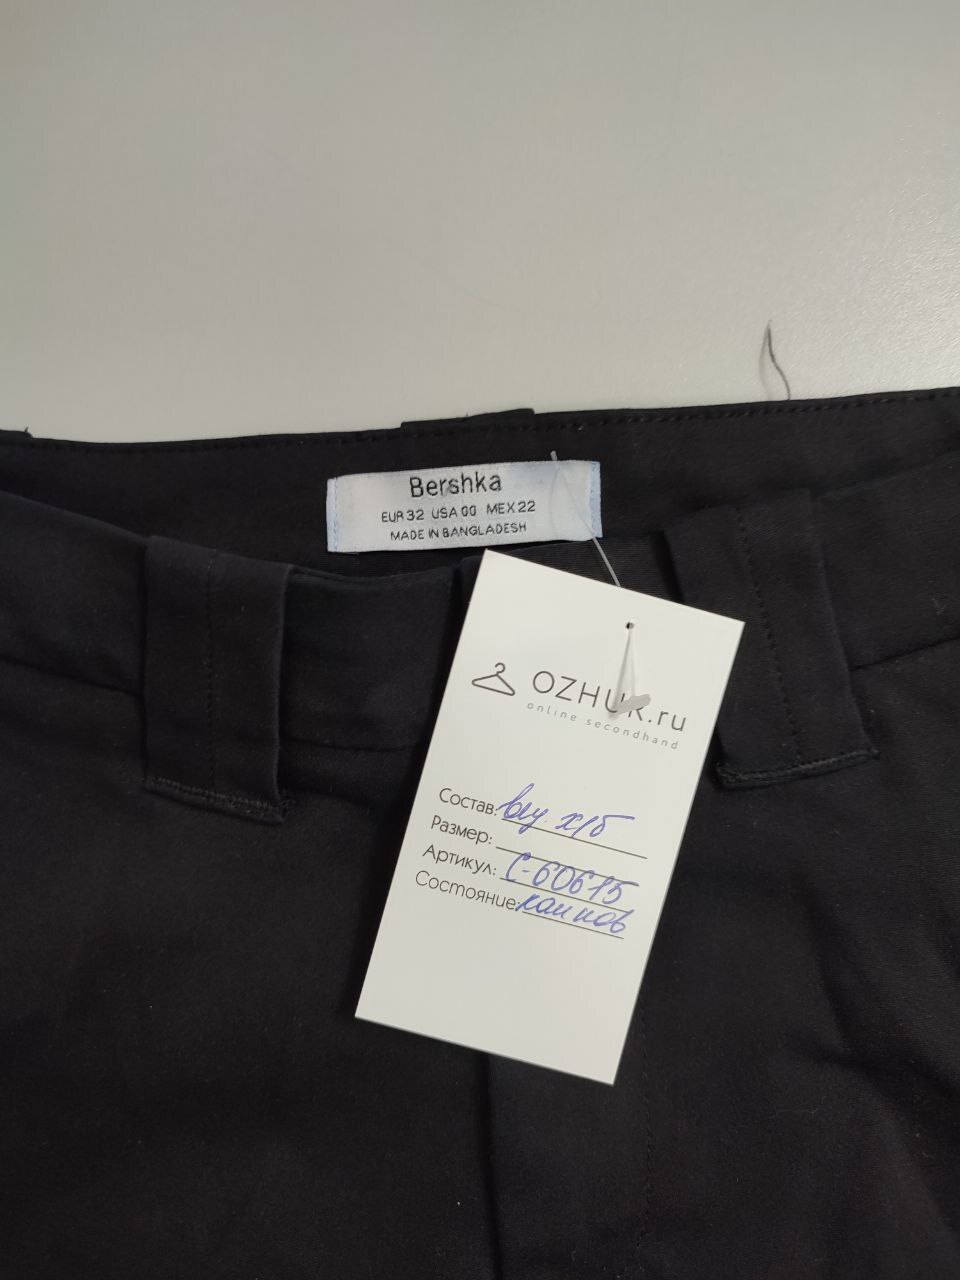 Bershka
EUR 32 USA 00 MEX 22
MADE IN BANGLADESH
OZHUK.ru
online secondhand
Состав: х/б
Размер:
Артикул: С-60615
Состояние: как нов